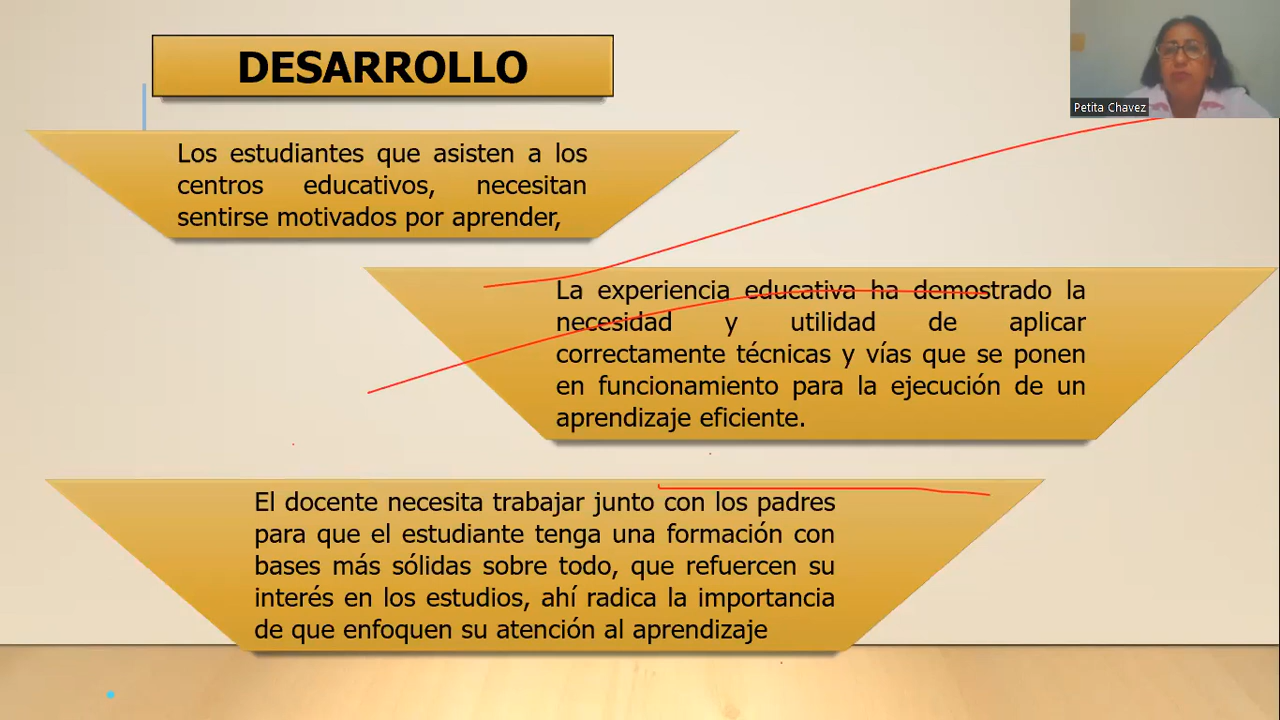 DESARROLLO
Petita Chavez
Los estudiantes que asisten a los
centros educativos, necesitan
sentirse motivados por aprender,
La experiencia educativa ha demostrado la
necesidad y utilidad de aplicar
correctamente técnicas y vías que se ponen
en funcionamiento para la ejecución de un
aprendizaje eficiente.
El docente necesita trabajar junto con los padres
para que el estudiante tenga una formación con
bases más sólidas sobre todo, que refuercen su
interés en los estudios, ahí radica la importancia
de que enfoquen su atención al aprendizaje